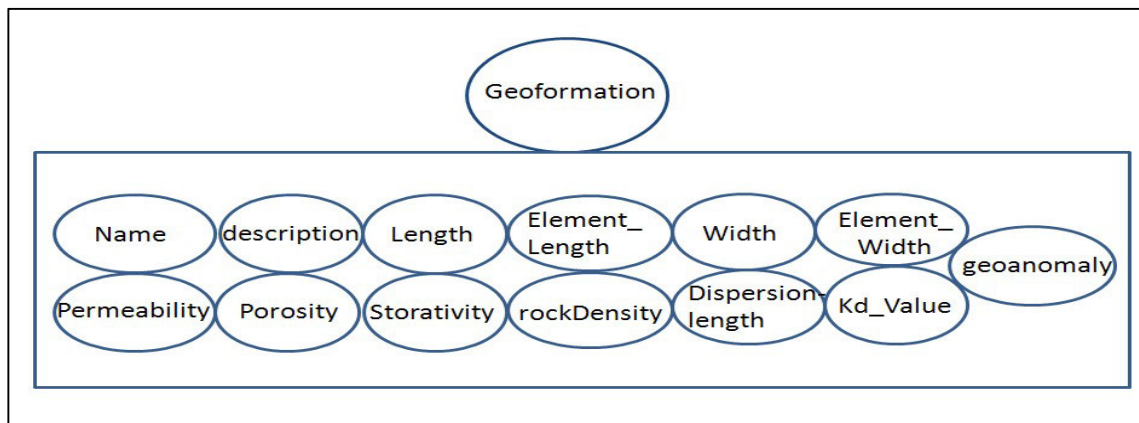 Geoformation
Name
description
Length
Element_
Length
Width
Element_
Width
geoanomaly
Permeability
Porosity
Storativity
rockDensity
Dispersion-
length
Kd_Value